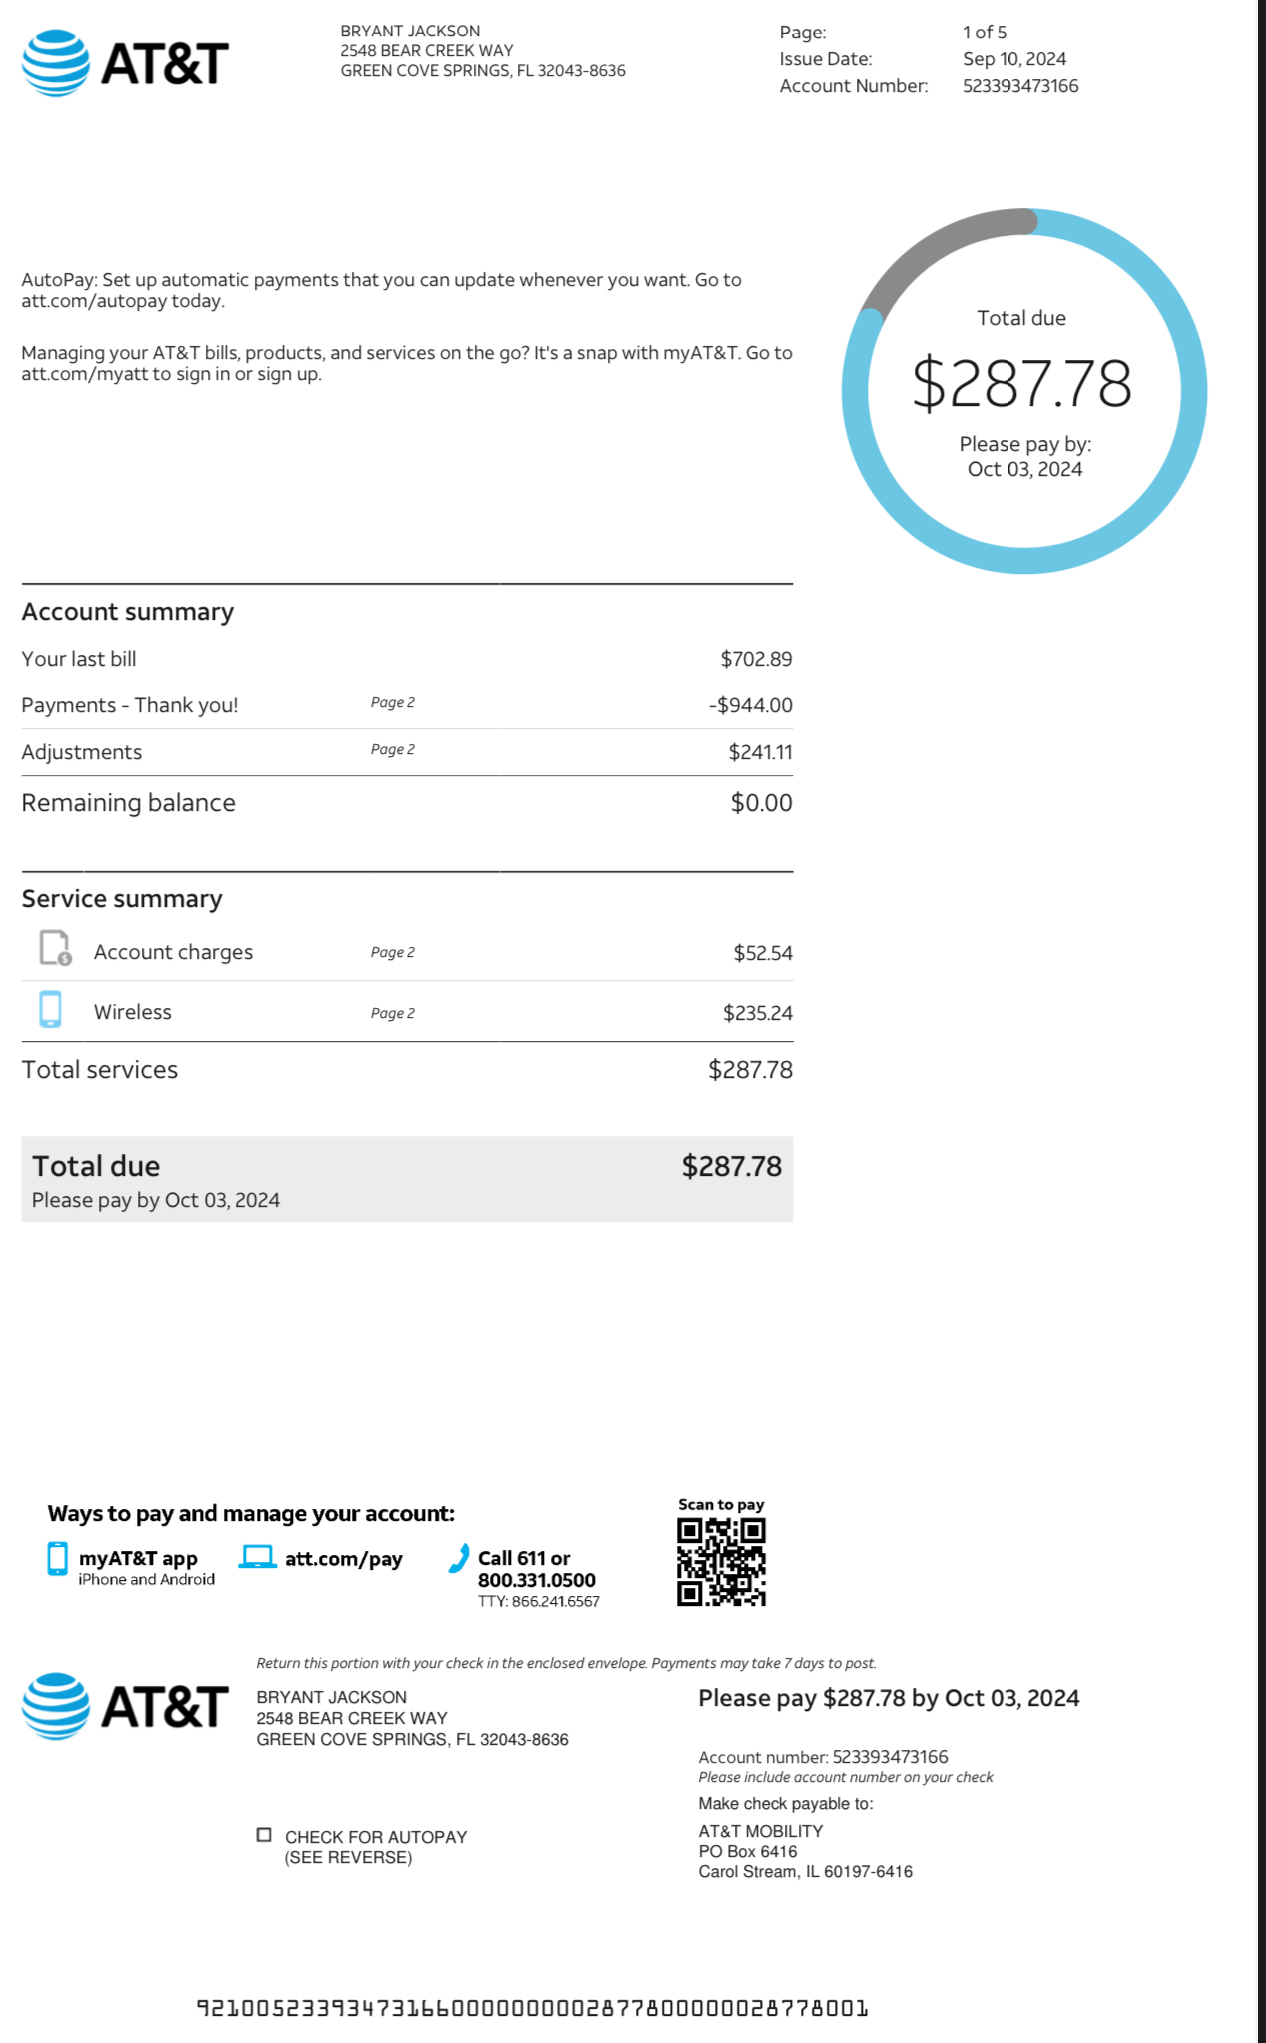 AT&T
BRYANT JACKSON
2548 BEAR CREEK WAY
GREEN COVE SPRINGS, FL 32043-8636
Page: 1 of 5
Issue Date: Sep 10, 2024
Account Number: 523393473166
AutoPay: Set up automatic payments that you can update whenever you want. Go to
att.com/autopay today.
Managing your AT&T bills, products, and services on the go? It's a snap with myAT&T. Go to
att.com/myatt to sign in or sign up.
Total due
$287.78
Please pay by:
Oct 03, 2024
Account summary
Your last bill $702.89
Payments - Thank you! Page 2 -$944.00
Adjustments Page 2 $241.11
Remaining balance $0.00
Service summary
Account charges Page 2 $52.54
Wireless Page 2 $235.24
Total services $287.78
Total due $287.78
Please pay by Oct 03, 2024
Ways to pay and manage your account:
myAT&T app
iPhone and Android
att.com/pay
Call 611 or
800.331.0500
TTY: 866.241.6567
Scan to pay
Return this portion with your check in the enclosed envelope. Payments may take 7 days to post.
AT&T
BRYANT JACKSON
2548 BEAR CREEK WAY
GREEN COVE SPRINGS, FL 32043-8636
CHECK FOR AUTOPAY
(SEE REVERSE)
Please pay $287.78 by Oct 03, 2024
Account number: 523393473166
Please include account number on your check
Make check payable to:
AT&T MOBILITY
PO Box 6416
Carol Stream, IL 60197-6416
921005233934731660000000002877800000028778001